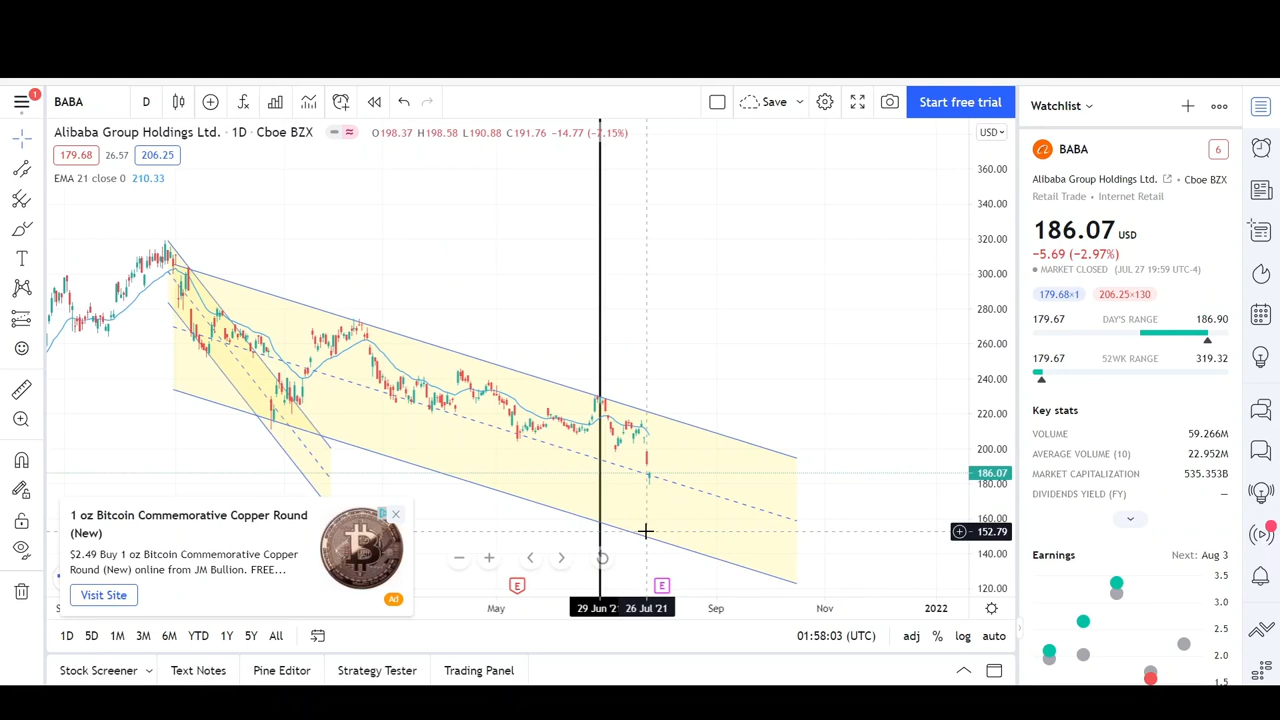 1
BABA
D
Save
Start free trial
Watchlist
Alibaba Group Holdings Ltd. · 1D · Cboe BZX
O198.37 H198.58 L190.88 C191.76 −14.77 (−7.15%)
USD
179.68 26.57 206.25
EMA 21 close 0 210.33
360.00
340.00
320.00
300.00
280.00
260.00
240.00
220.00
200.00
186.07
180.00
160.00
152.79
140.00
120.00
1 oz Bitcoin Commemorative Copper Round
(New)
$2.49 Buy 1 oz Bitcoin Commemorative Copper
Round (New) online from JM Bullion. FREE...
Visit Site
Ad
E
E
May
29 Jun '2
26 Jul '21
Sep
Nov
2022
1D 5D 1M 3M 6M YTD 1Y 5Y All
01:58:03 (UTC)
adj % log auto
Stock Screener
Text Notes
Pine Editor
Strategy Tester
Trading Panel
BABA
6
Alibaba Group Holdings Ltd. • Cboe BZX
Retail Trade • Internet Retail
186.07 USD
−5.69 (−2.97%)
MARKET CLOSED (JUL 27 19:59 UTC-4)
179.68×1 206.25×130
179.67 DAY'S RANGE 186.90
179.67 52WK RANGE 319.32
Key stats
VOLUME 59.266M
AVERAGE VOLUME (10) 22.952M
MARKET CAPITALIZATION 535.353B
DIVIDENDS YIELD (FY) —
Earnings Next: Aug 3
3.5
3.0
2.5
2.0
1.5